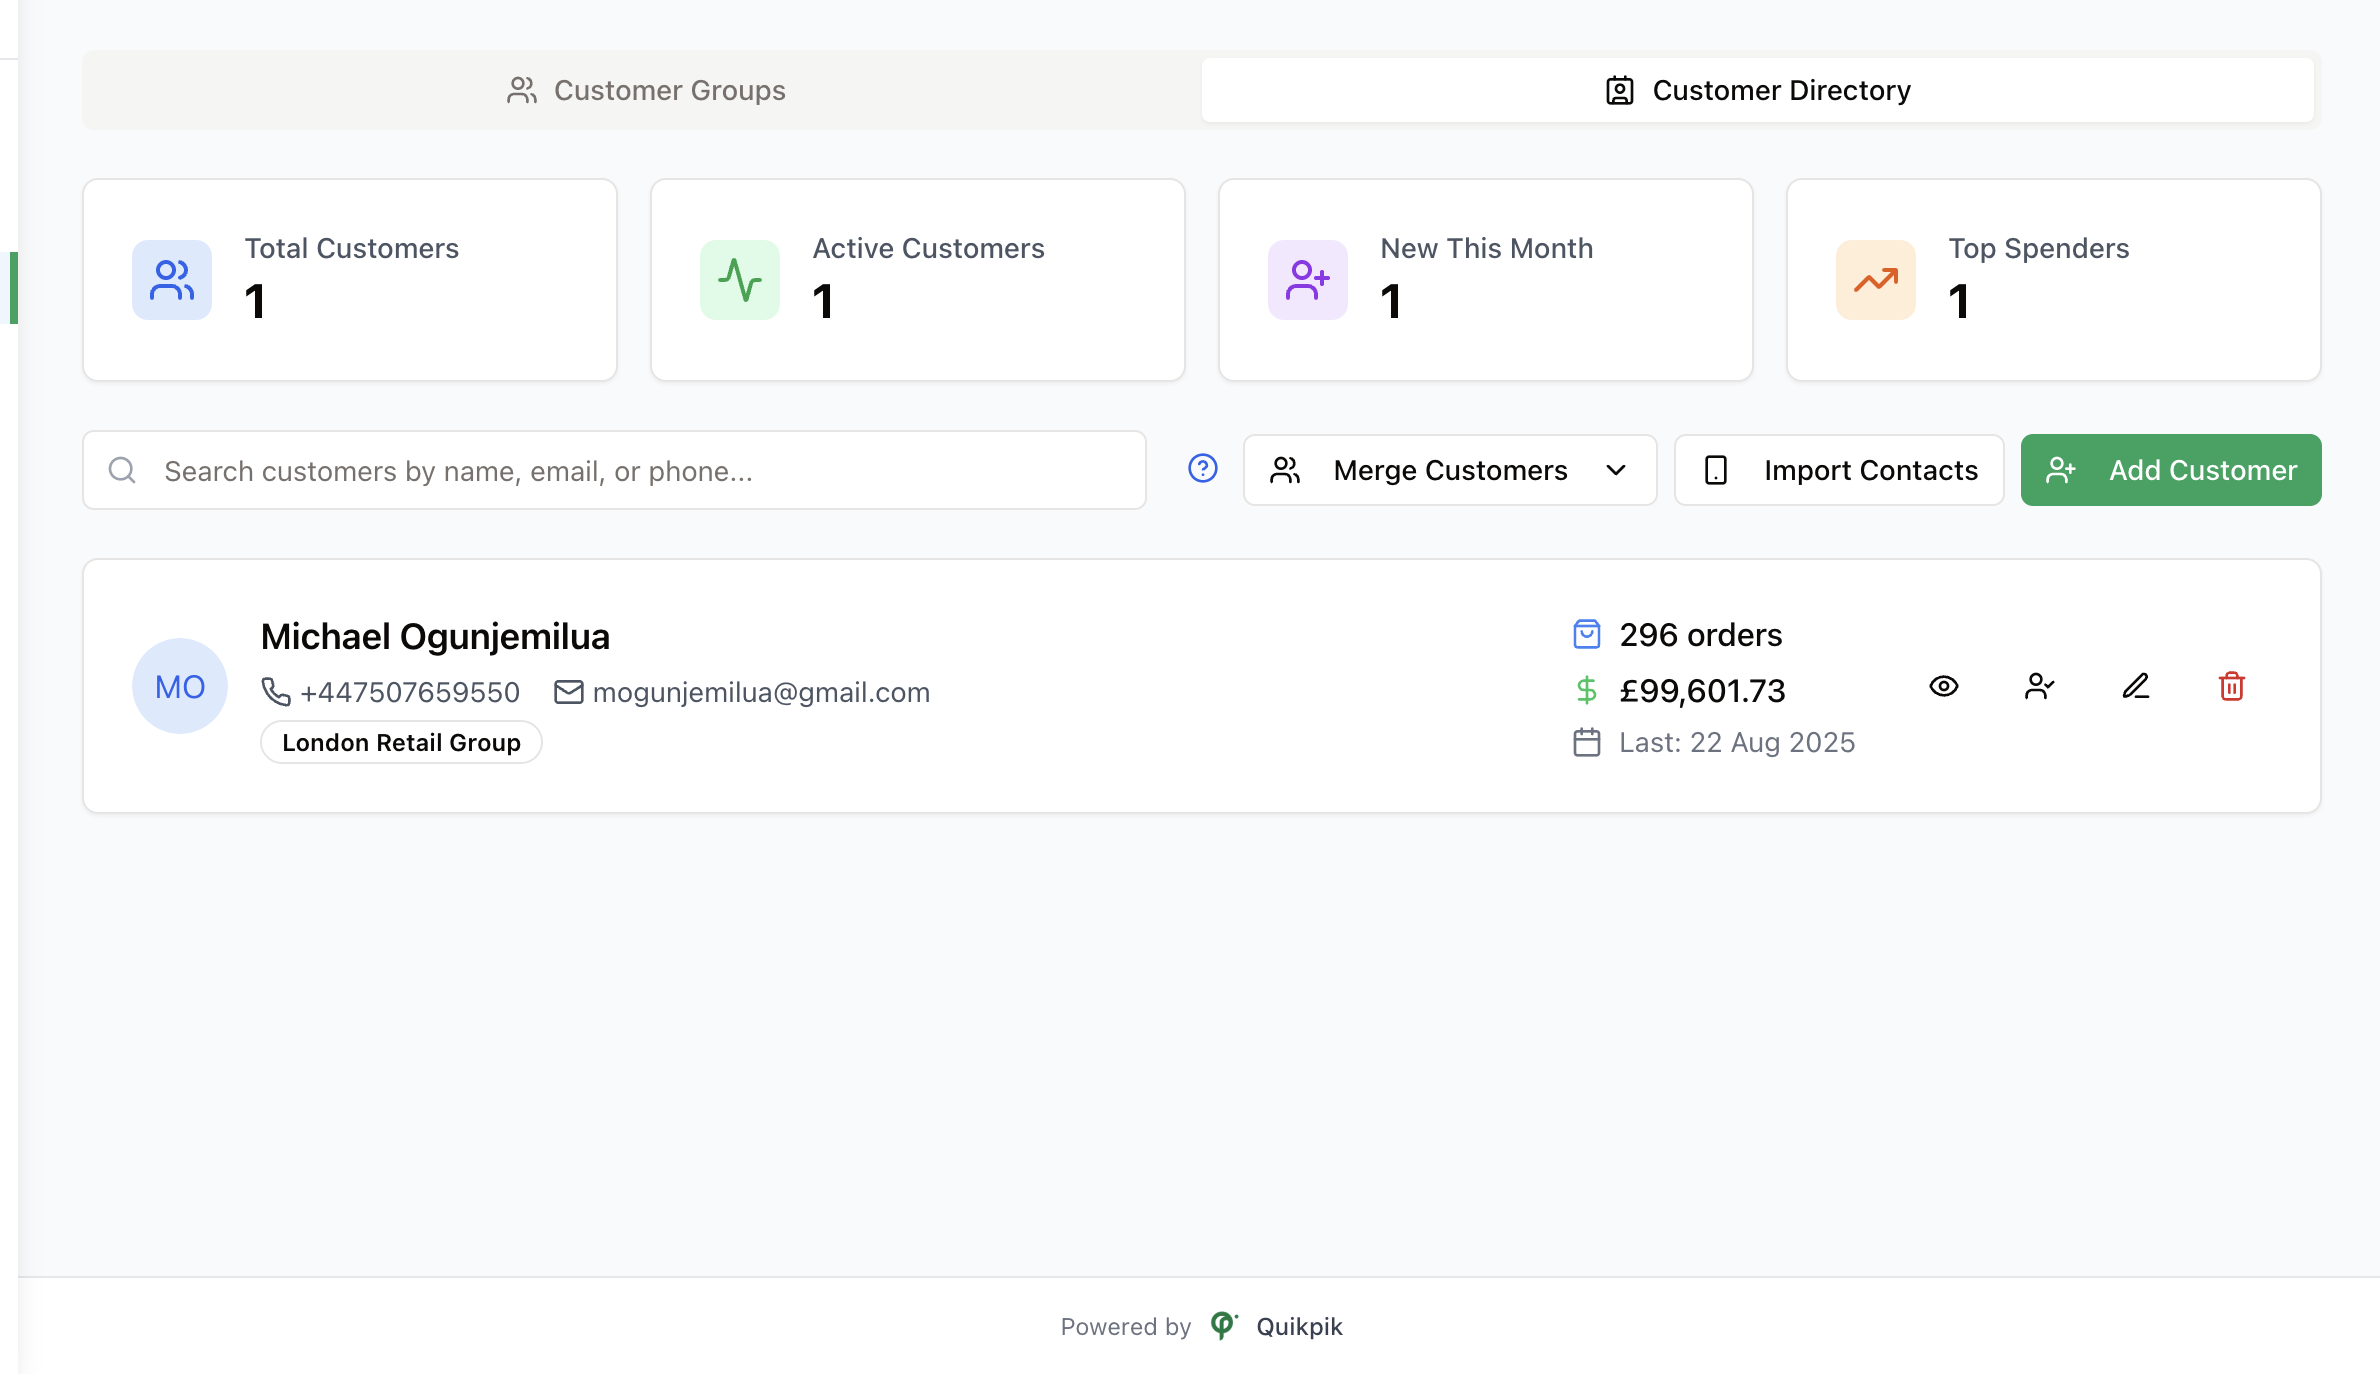 Customer Groups
Customer Directory
Total Customers
1
Active Customers
1
New This Month
1
Top Spenders
1
Search customers by name, email, or phone...
Merge Customers
Import Contacts
Add Customer
MO
Michael Ogunjemilua
+447507659550
mogunjemilua@gmail.com
London Retail Group
296 orders
£99,601.73
Last: 22 Aug 2025
Powered by Quikpik